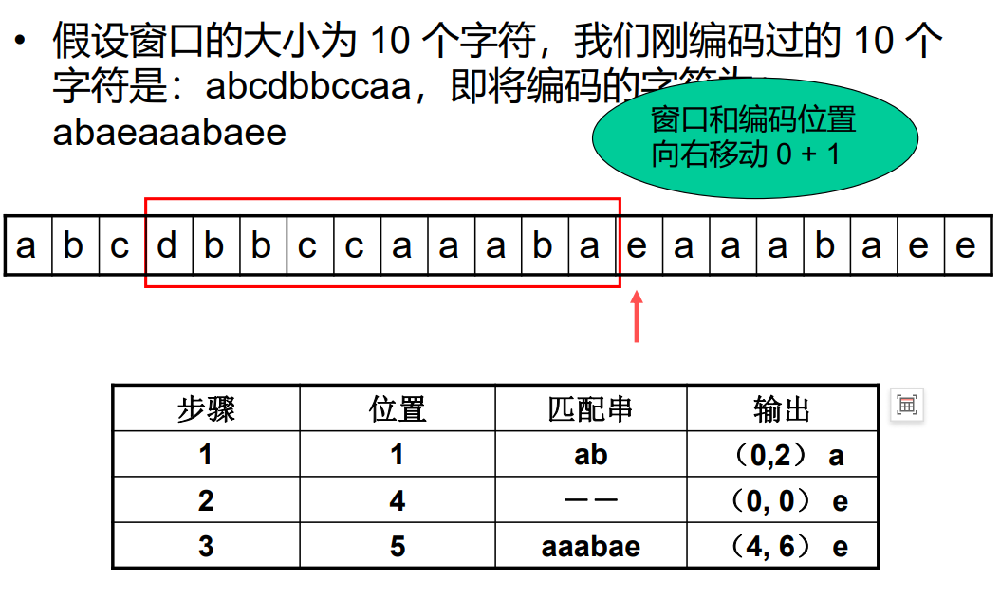 • 假设窗口的大小为 10 个字符，我们刚编码过的 10 个
字符是：abcdbbccaa，即将编码的
abaeaaabaee
窗口和编码位置
向右移动 0 + 1
a b c d b b c c a a a b a e a a a b a e e
步骤 位置 匹配串 输出
1 1 ab （0,2） a
2 4 －－ （0, 0） e
3 5 aaabae （4, 6） e